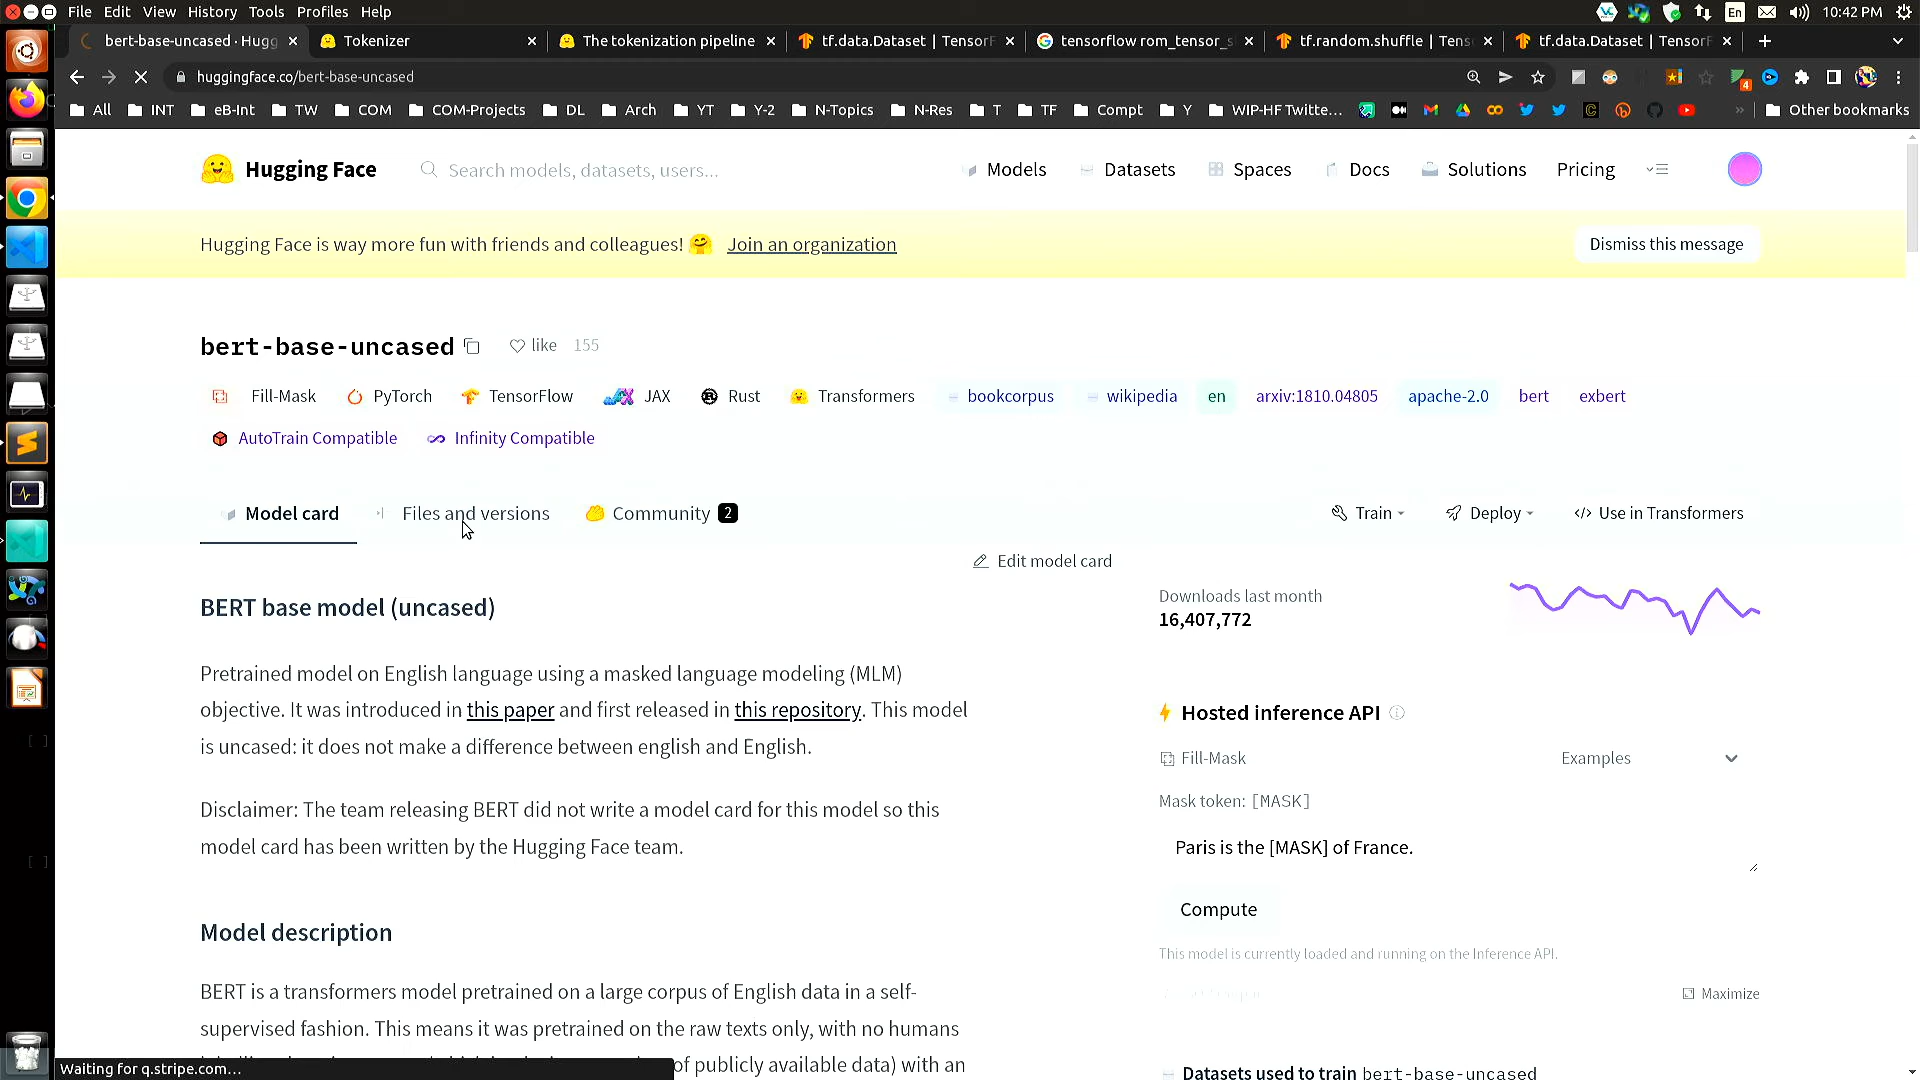 File Edit View History Tools Profiles Help
En 10:42 PM
bert-base-uncased · Hugg
Tokenizer
The tokenization pipeline
tf.data.Dataset | TensorF
tensorflow rom_tensor_s
tf.random.shuffle | Tens
tf.data.Dataset | TensorF
huggingface.co/bert-base-uncased
4
All INT eB-Int TW COM COM-Projects DL Arch YT Y-2 N-Topics N-Res T TF Compt Y WIP-HF Twitte… » Other bookmarks
Hugging Face
Search models, datasets, users...
Models Datasets Spaces Docs Solutions Pricing
Hugging Face is way more fun with friends and colleagues! Join an organization
Dismiss this message
bert-base-uncased like 155
Fill-Mask PyTorch TensorFlow JAX Rust Transformers bookcorpus wikipedia en arxiv:1810.04805 apache-2.0 bert exbert
AutoTrain Compatible Infinity Compatible
Model card Files and versions Community 2
Train Deploy </> Use in Transformers
Edit model card
BERT base model (uncased)
Pretrained model on English language using a masked language modeling (MLM)
objective. It was introduced in this paper and first released in this repository. This model
is uncased: it does not make a difference between english and English.
Disclaimer: The team releasing BERT did not write a model card for this model so this
model card has been written by the Hugging Face team.
Model description
BERT is a transformers model pretrained on a large corpus of English data in a self-
supervised fashion. This means it was pretrained on the raw texts only, with no humans
of publicly available data) with an
Downloads last month
16,407,772
Hosted inference API
Fill-Mask Examples
Mask token: [MASK]
Paris is the [MASK] of France.
Compute
This model is currently loaded and running on the Inference API.
Maximize
Datasets used to train bert-base-uncased
Waiting for q.stripe.com...